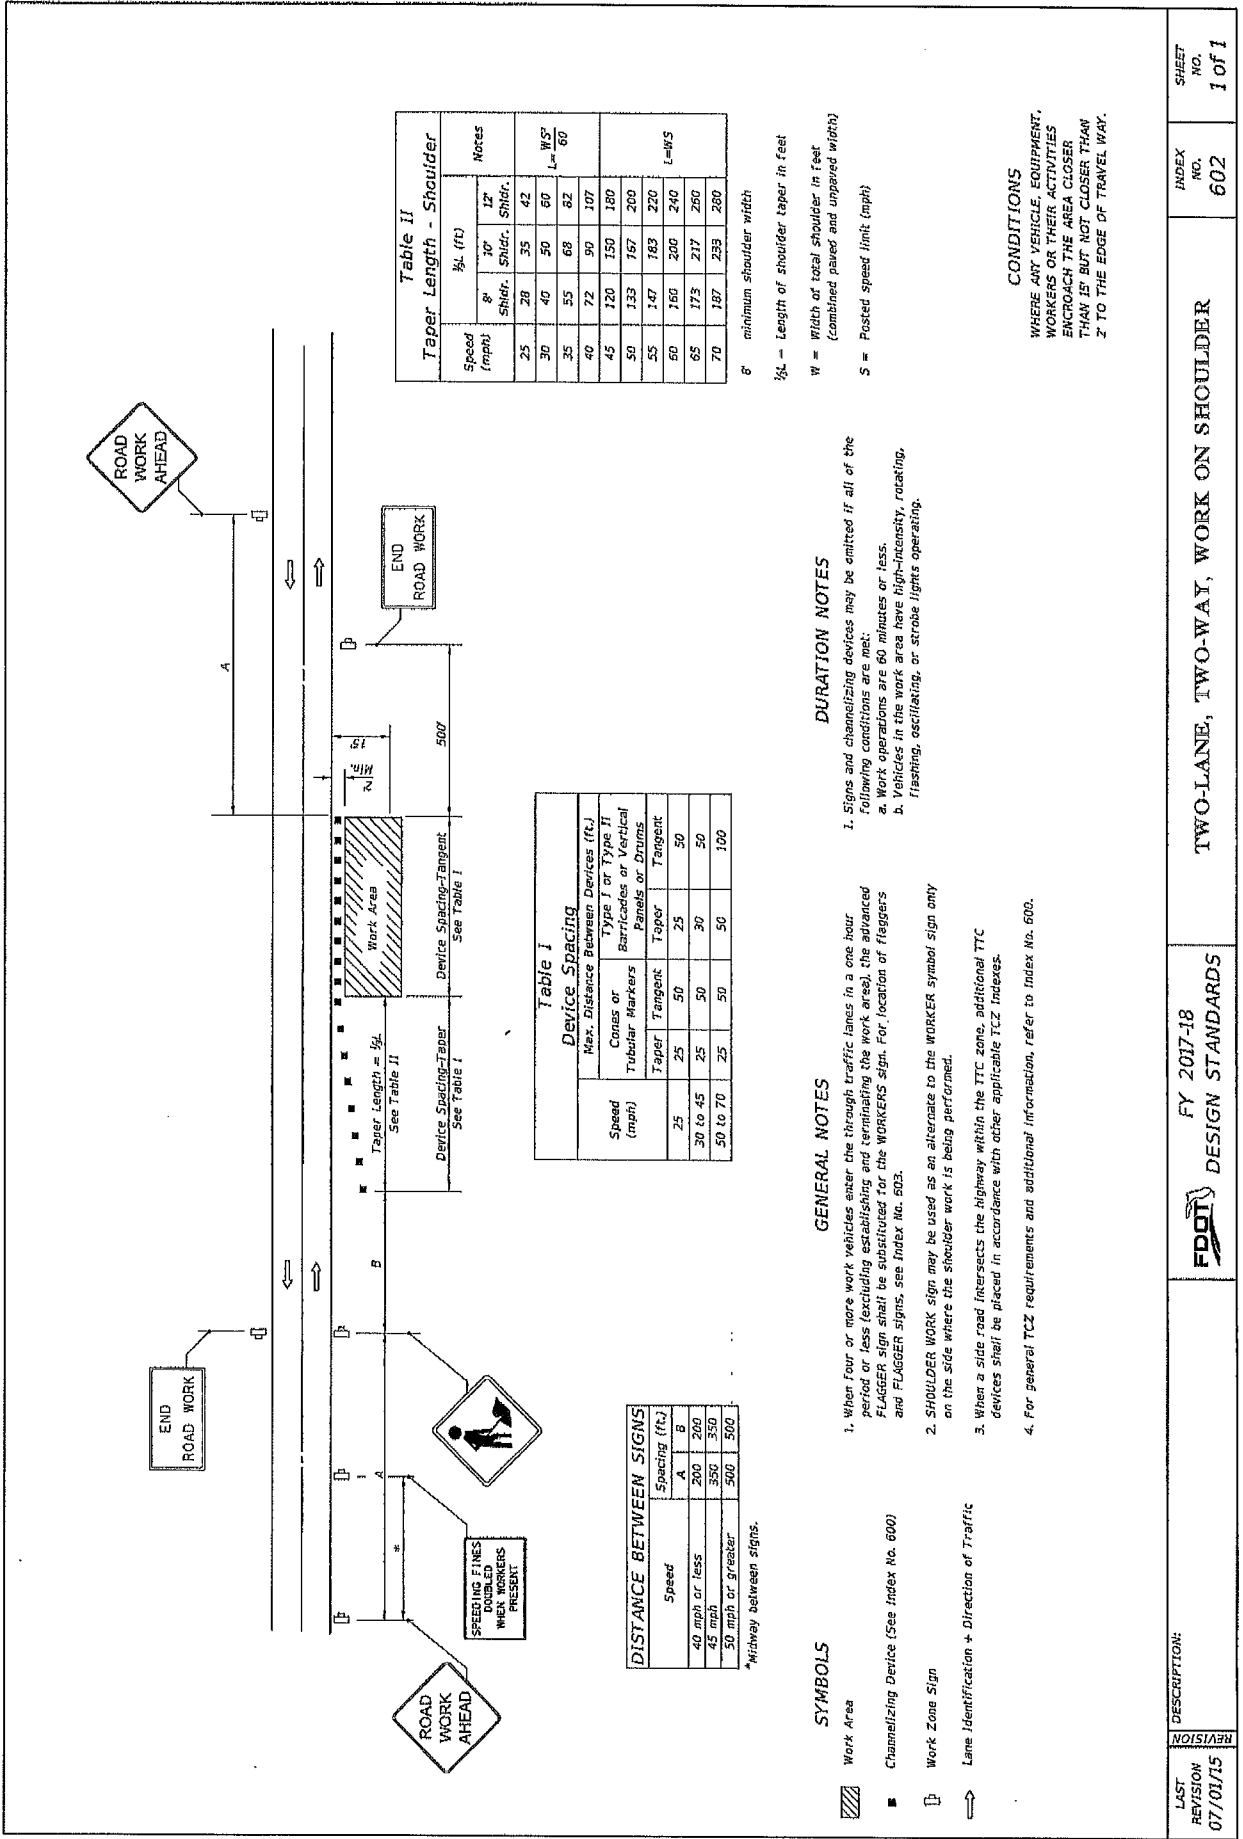 END
ROAD WORK
ROAD
WORK
AHEAD
A
B
A
*
Taper Length = ⅓L
See Table II
Work Area
2'
Min.
15'
Device Spacing-Taper
See Table I
Device Spacing-Tangent
See Table I
500'
ROAD
WORK
AHEAD
SPEEDING FINES
DOUBLED
WHEN WORKERS
PRESENT
END
ROAD WORK
DISTANCE BETWEEN SIGNS
Speed Spacing (ft.)
A B
40 mph or less 200 200
45 mph 350 350
50 mph or greater 500 500
*Midway between signs.
Table I
Device Spacing
Speed (mph) Max. Distance Between Devices (ft.)
Cones or Tubular Markers Type I or Type II Barricades or Vertical Panels or Drums
Taper Tangent Taper Tangent
25 25 50 25 50
30 to 45 25 50 30 50
50 to 70 25 50 50 100
Table II
Taper Length - Shoulder
Speed (mph) ⅓L (ft) Notes
8' Shldr. 10' Shldr. 12' Shldr.
25 28 35 42
30 40 50 60
35 55 68 82
40 72 90 107
L= WS²/60
45 120 150 180
50 133 167 200
55 147 183 220
60 160 200 240
65 173 217 260
70 187 233 280
L=WS
8' minimum shoulder width
⅓L = Length of shoulder taper in feet
W = Width of total shoulder in feet
(combined paved and unpaved width)
S = Posted speed limit (mph)
SYMBOLS
Work Area
Channelizing Device (See Index No. 600)
Work Zone Sign
Lane Identification + Direction of Traffic
GENERAL NOTES
1. When four or more work vehicles enter the through traffic lanes in a one hour
period or less (excluding establishing and terminating the work area), the advanced
FLAGGER sign shall be substituted for the WORKERS sign. For location of flaggers
and FLAGGER signs, see Index No. 603.
2. SHOULDER WORK sign may be used as an alternate to the WORKER symbol sign only
on the side where the shoulder work is being performed.
3. When a side road intersects the highway within the TTC zone, additional TTC
devices shall be placed in accordance with other applicable TCZ Indexes.
4. For general TCZ requirements and additional information, refer to Index No. 600.
DURATION NOTES
1. Signs and channelizing devices may be omitted if all of the
following conditions are met:
a. Work operations are 60 minutes or less.
b. Vehicles in the work area have high-intensity, rotating,
flashing, oscillating, or strobe lights operating.
CONDITIONS
WHERE ANY VEHICLE, EQUIPMENT,
WORKERS OR THEIR ACTIVITIES
ENCROACH THE AREA CLOSER
THAN 15' BUT NOT CLOSER THAN
2' TO THE EDGE OF TRAVEL WAY.
LAST
REVISION
07/01/15
REVISION
DESCRIPTION:
FDOT
FY 2017-18
DESIGN STANDARDS
TWO-LANE, TWO-WAY, WORK ON SHOULDER
INDEX
NO.
602
SHEET
NO.
1 of 1